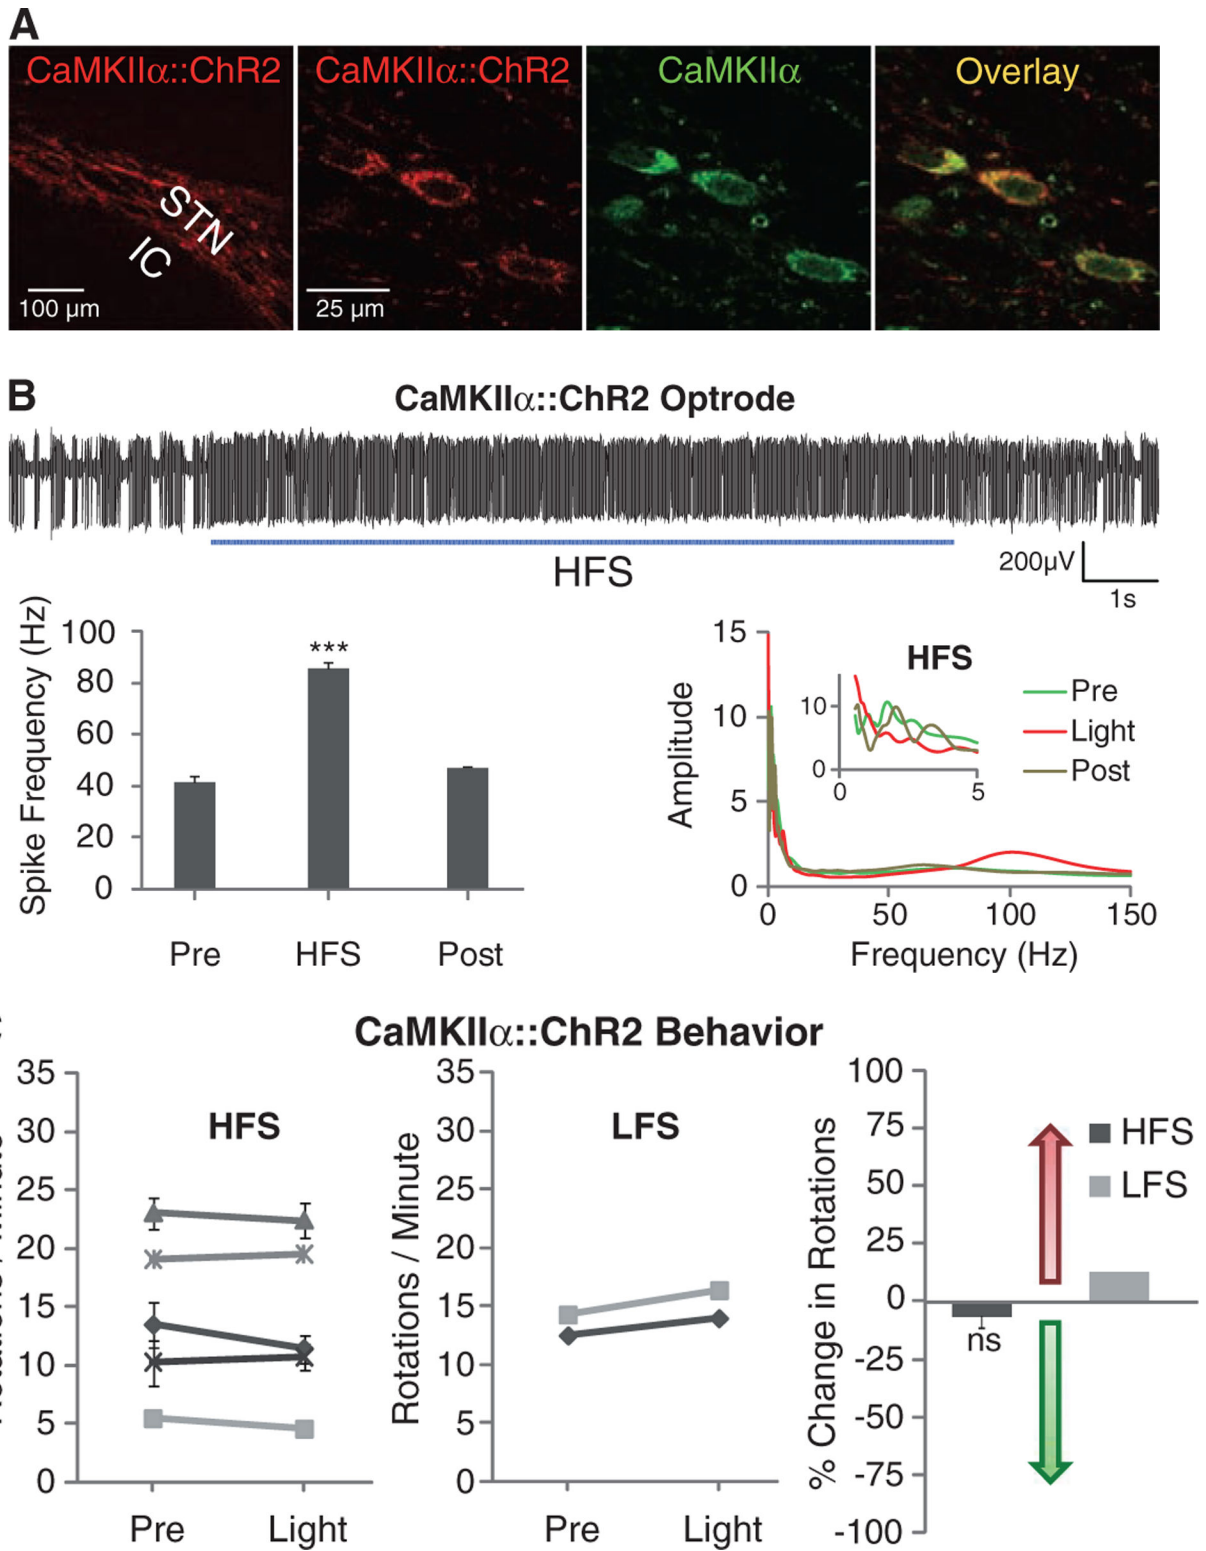 A
CaMKIIα::ChR2 CaMKIIα::ChR2 CaMKIIα Overlay
STN
IC
100 µm 25 µm
B
CaMKIIα::ChR2 Optrode
HFS
200µV
1s
Spike Frequency (Hz)
100
80
60
40
20
0
***
Pre HFS Post
Amplitude
15
10
5
0
HFS
10
0
0 5
Pre
Light
Post
0 50 100 150
Frequency (Hz)
CaMKIIα::ChR2 Behavior
35
30
25
20
15
10
5
0
HFS
Pre Light
Rotations / Minute
35
30
25
20
15
10
5
0
LFS
Pre Light
% Change in Rotations
100
75
50
25
0
-25
-50
-75
-100
HFS
LFS
ns